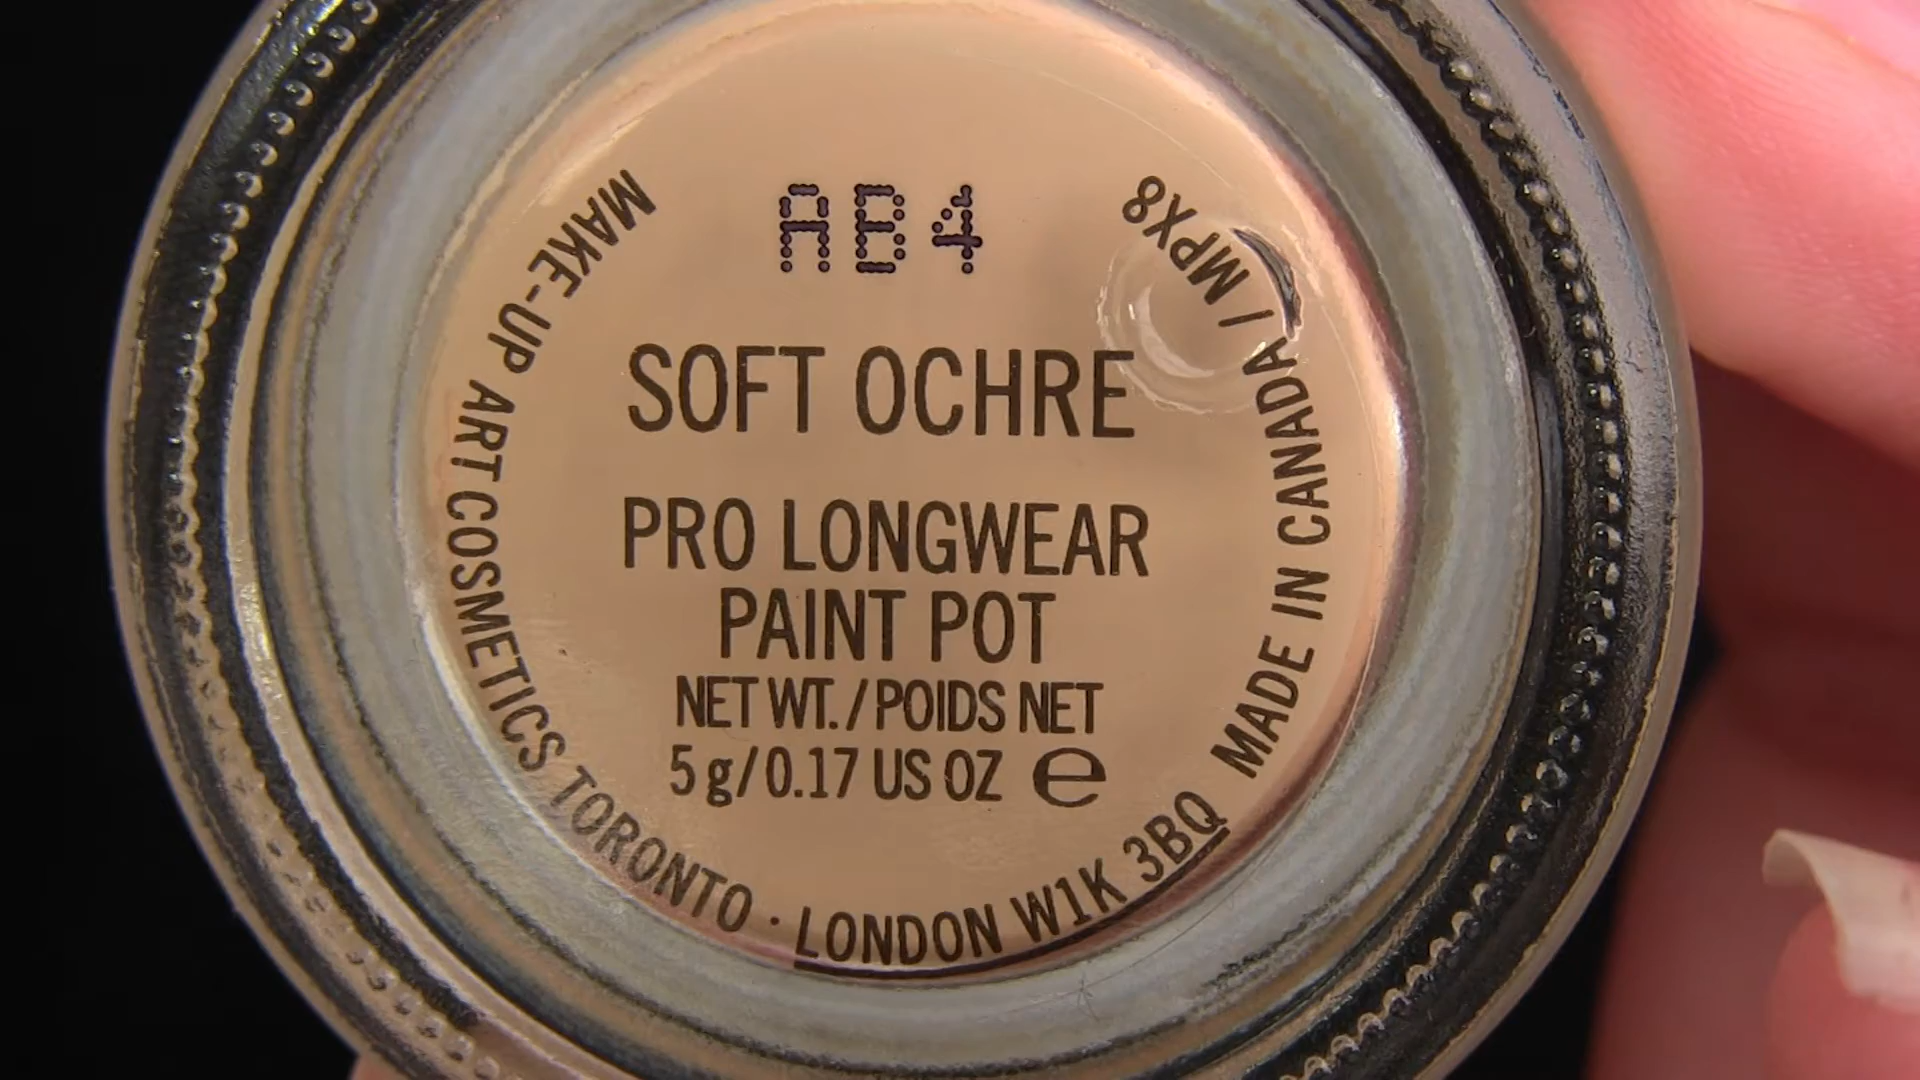 AB4
SOFT OCHRE
PRO LONGWEAR
PAINT POT
NET WT. / POIDS NET
5 g/0.17 US OZ e
MAKE-UP ART COSMETICS TORONTO · LONDON W1K 3BQ
MADE IN CANADA / MPX8